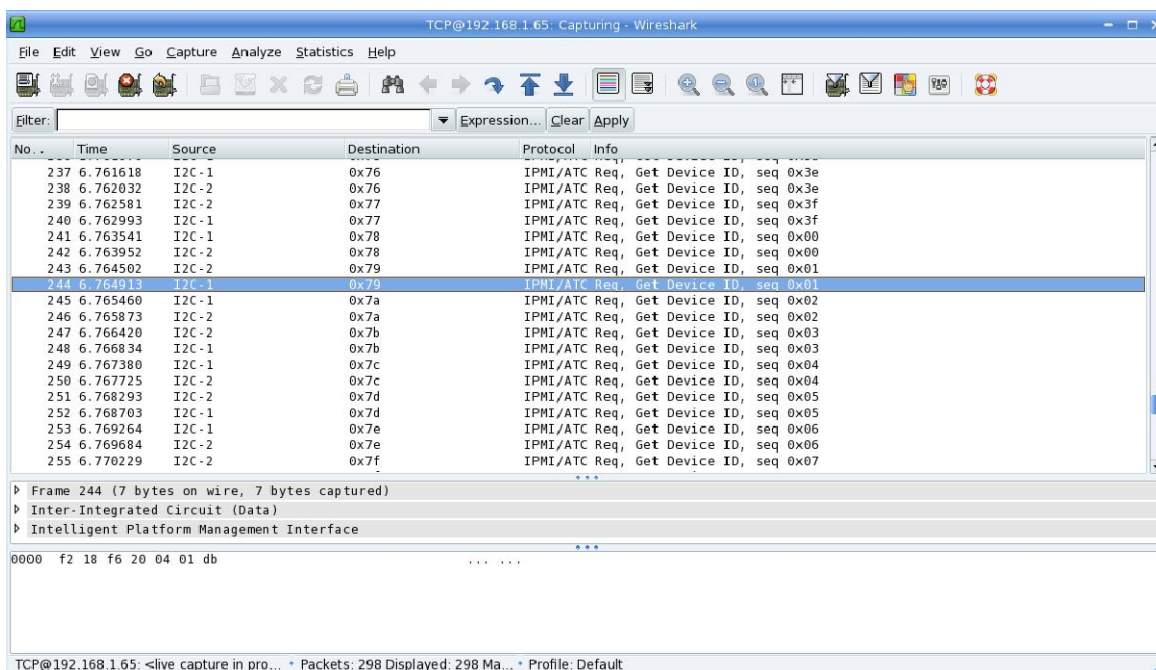 TCP@192.168.1.65: Capturing - Wireshark
File Edit View Go Capture Analyze Statistics Help
Filter: Expression... Clear Apply
No. . Time Source Destination Protocol Info
237 6.761618 I2C-1 0x76 IPMI/ATC Req, Get Device ID, seq 0x3e
238 6.762032 I2C-2 0x76 IPMI/ATC Req, Get Device ID, seq 0x3e
239 6.762581 I2C-2 0x77 IPMI/ATC Req, Get Device ID, seq 0x3f
240 6.762993 I2C-1 0x77 IPMI/ATC Req, Get Device ID, seq 0x3f
241 6.763541 I2C-1 0x78 IPMI/ATC Req, Get Device ID, seq 0x00
242 6.763952 I2C-2 0x78 IPMI/ATC Req, Get Device ID, seq 0x00
243 6.764502 I2C-2 0x79 IPMI/ATC Req, Get Device ID, seq 0x01
244 6.764913 I2C-1 0x79 IPMI/ATC Req, Get Device ID, seq 0x01
245 6.765460 I2C-1 0x7a IPMI/ATC Req, Get Device ID, seq 0x02
246 6.765873 I2C-2 0x7a IPMI/ATC Req, Get Device ID, seq 0x02
247 6.766420 I2C-2 0x7b IPMI/ATC Req, Get Device ID, seq 0x03
248 6.766834 I2C-1 0x7b IPMI/ATC Req, Get Device ID, seq 0x03
249 6.767380 I2C-1 0x7c IPMI/ATC Req, Get Device ID, seq 0x04
250 6.767725 I2C-2 0x7c IPMI/ATC Req, Get Device ID, seq 0x04
251 6.768293 I2C-2 0x7d IPMI/ATC Req, Get Device ID, seq 0x05
252 6.768703 I2C-1 0x7d IPMI/ATC Req, Get Device ID, seq 0x05
253 6.769264 I2C-1 0x7e IPMI/ATC Req, Get Device ID, seq 0x06
254 6.769684 I2C-2 0x7e IPMI/ATC Req, Get Device ID, seq 0x06
255 6.770229 I2C-2 0x7f IPMI/ATC Req, Get Device ID, seq 0x07
Frame 244 (7 bytes on wire, 7 bytes captured)
Inter-Integrated Circuit (Data)
Intelligent Platform Management Interface
0000 f2 18 f6 20 04 01 db ... ...
TCP@192.168.1.65: <live capture in pro... Packets: 298 Displayed: 298 Ma... Profile: Default